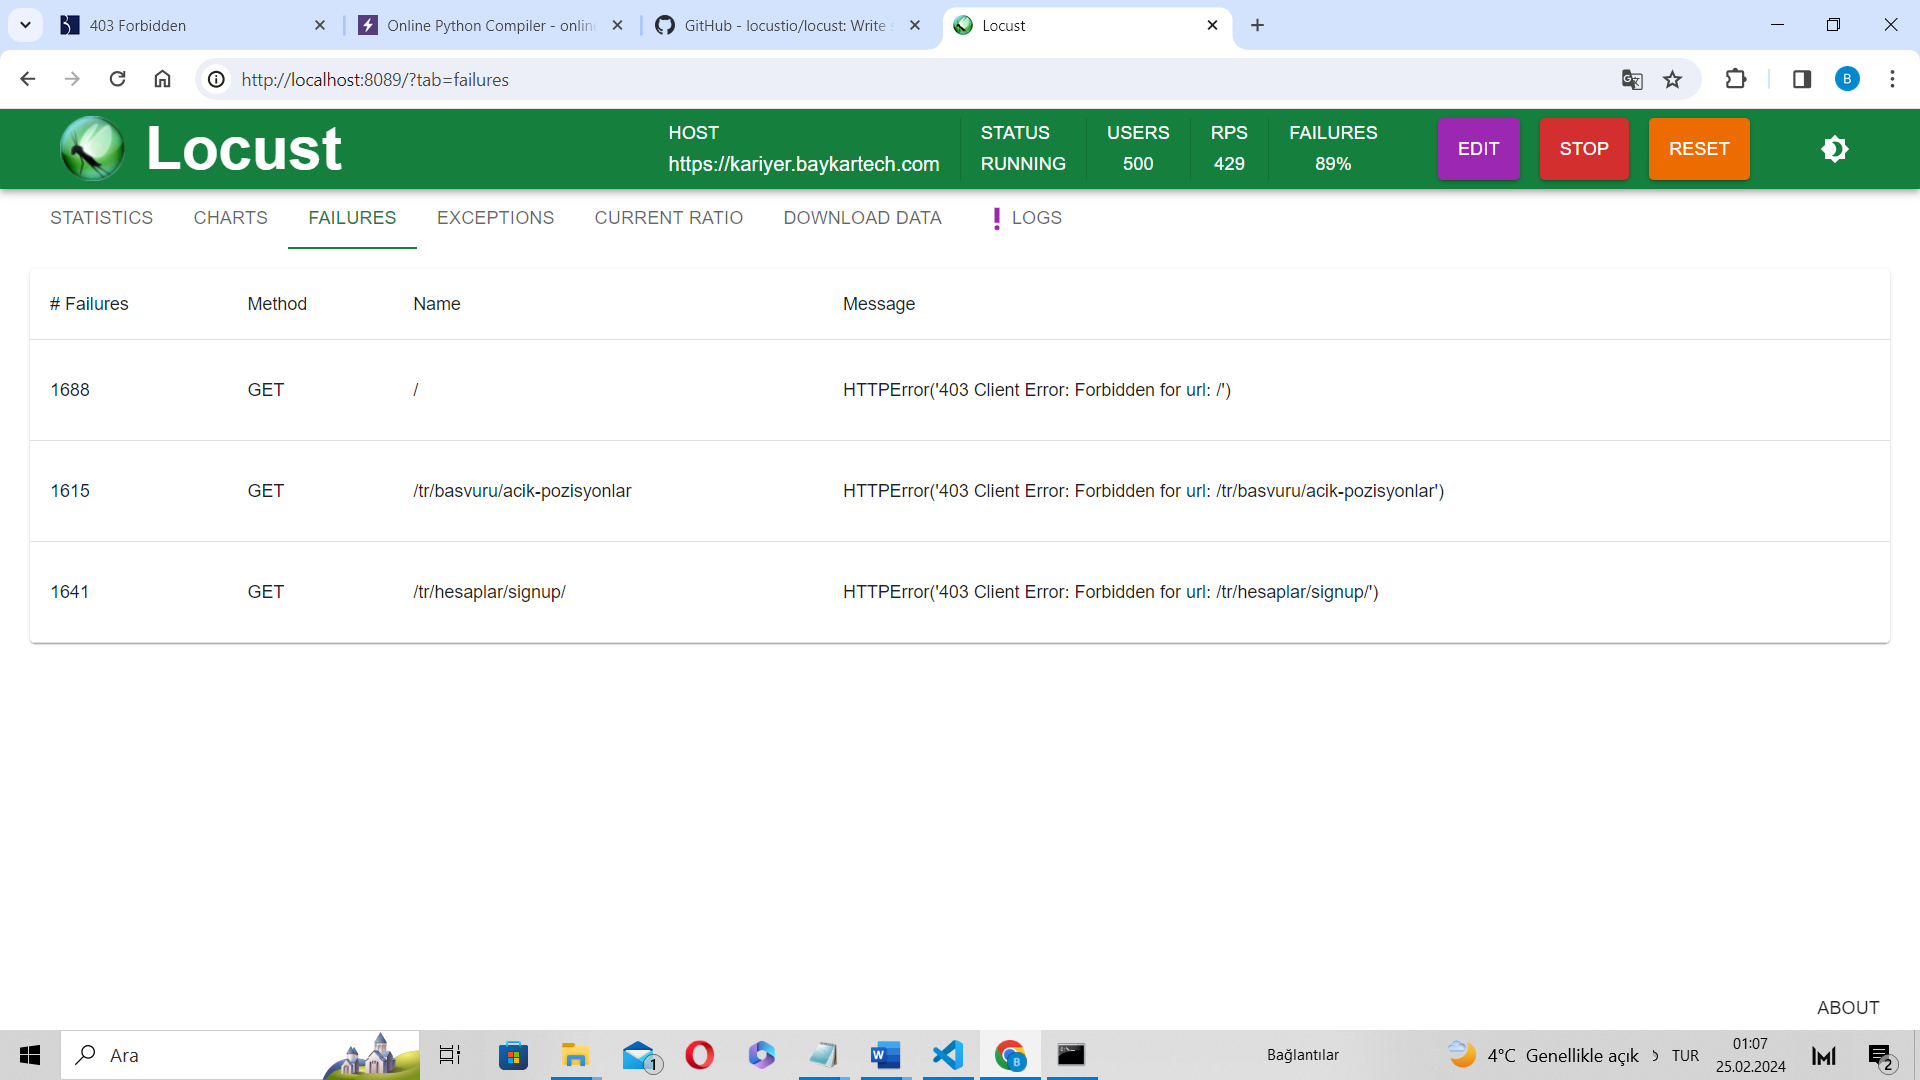 403 Forbidden
Online Python Compiler - onlin
GitHub - locustio/locust: Write s
Locust
http://localhost:8089/?tab=failures
B
Locust
HOST
https://kariyer.baykartech.com
STATUS
RUNNING
USERS
500
RPS
429
FAILURES
89%
EDIT
STOP
RESET
STATISTICS
CHARTS
FAILURES
EXCEPTIONS
CURRENT RATIO
DOWNLOAD DATA
LOGS
# Failures Method Name Message
1688 GET / HTTPError('403 Client Error: Forbidden for url: /')
1615 GET /tr/basvuru/acik-pozisyonlar HTTPError('403 Client Error: Forbidden for url: /tr/basvuru/acik-pozisyonlar')
1641 GET /tr/hesaplar/signup/ HTTPError('403 Client Error: Forbidden for url: /tr/hesaplar/signup/')
ABOUT
Ara
1
Bağlantılar
4°C Genellikle açık
TUR
01:07
25.02.2024
2